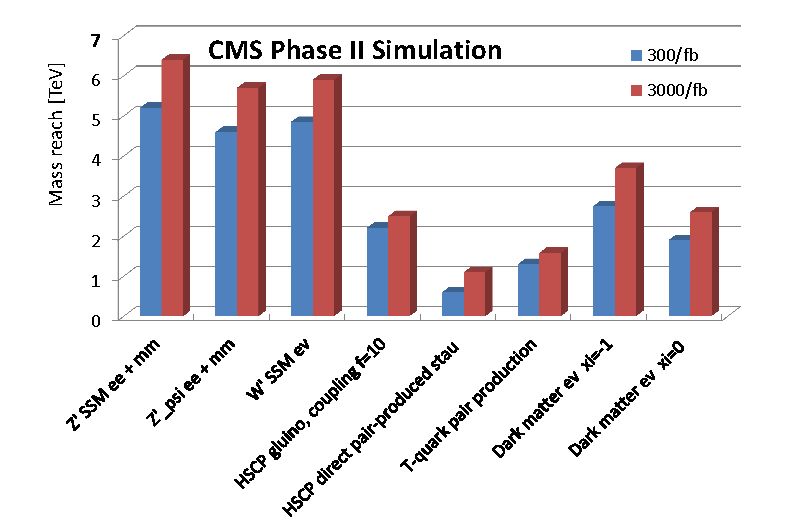 CMS Phase II Simulation
300/fb
3000/fb
Mass reach [TeV]
7
6
5
4
3
2
1
0
Z' SSM ee + mm
Z'_psi ee + mm
W' SSM ev
HSCP gluino, coupling f=10
HSCP direct pair-produced stau
T-quark pair production
Dark matter ev xi=-1
Dark matter ev xi=0